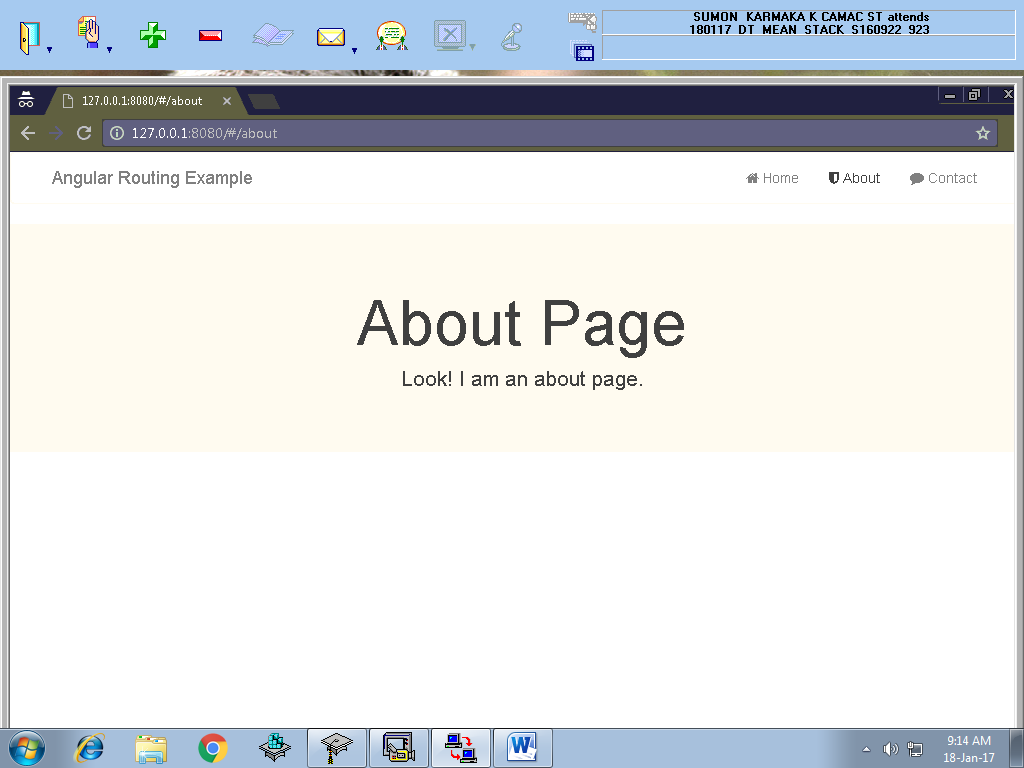 SUMON KARMAKA K CAMAC ST attends
180117 DT MEAN STACK S160922 923
127.0.0.1:8080/#/about
127.0.0.1:8080/#/about
Angular Routing Example
Home About Contact
About Page
Look! I am an about page.
9:14 AM
18-Jan-17